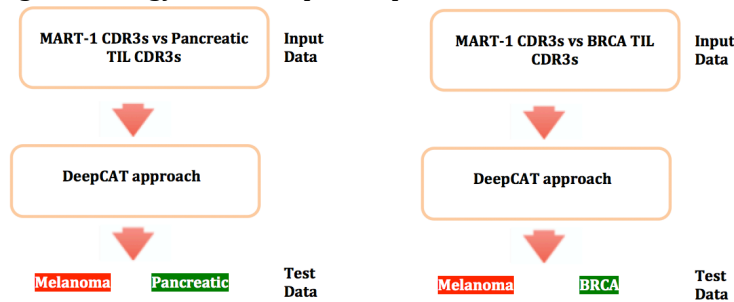 MART-1 CDR3s vs Pancreatic
TIL CDR3s
Input
Data
DeepCAT approach
Melanoma
Pancreatic
Test
Data
MART-1 CDR3s vs BRCA TIL
CDR3s
Input
Data
DeepCAT approach
Melanoma
BRCA
Test
Data